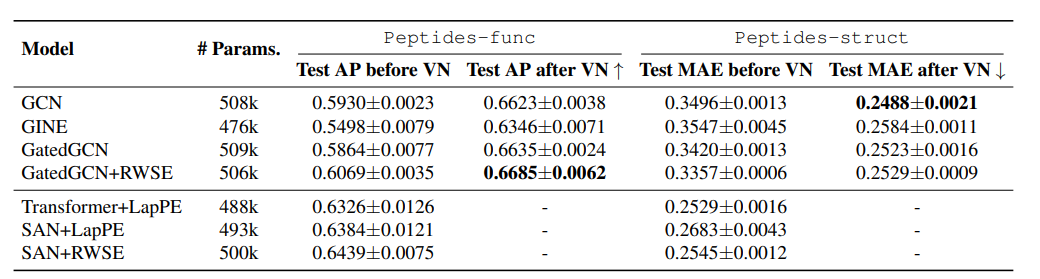 Model # Params. Peptides-func Peptides-struct
Test AP before VN Test AP after VN ↑ Test MAE before VN Test MAE after VN ↓
GCN 508k 0.5930±0.0023 0.6623±0.0038 0.3496±0.0013 0.2488±0.0021
GINE 476k 0.5498±0.0079 0.6346±0.0071 0.3547±0.0045 0.2584±0.0011
GatedGCN 509k 0.5864±0.0077 0.6635±0.0024 0.3420±0.0013 0.2523±0.0016
GatedGCN+RWSE 506k 0.6069±0.0035 0.6685±0.0062 0.3357±0.0006 0.2529±0.0009
Transformer+LapPE 488k 0.6326±0.0126 - 0.2529±0.0016 -
SAN+LapPE 493k 0.6384±0.0121 - 0.2683±0.0043 -
SAN+RWSE 500k 0.6439±0.0075 - 0.2545±0.0012 -